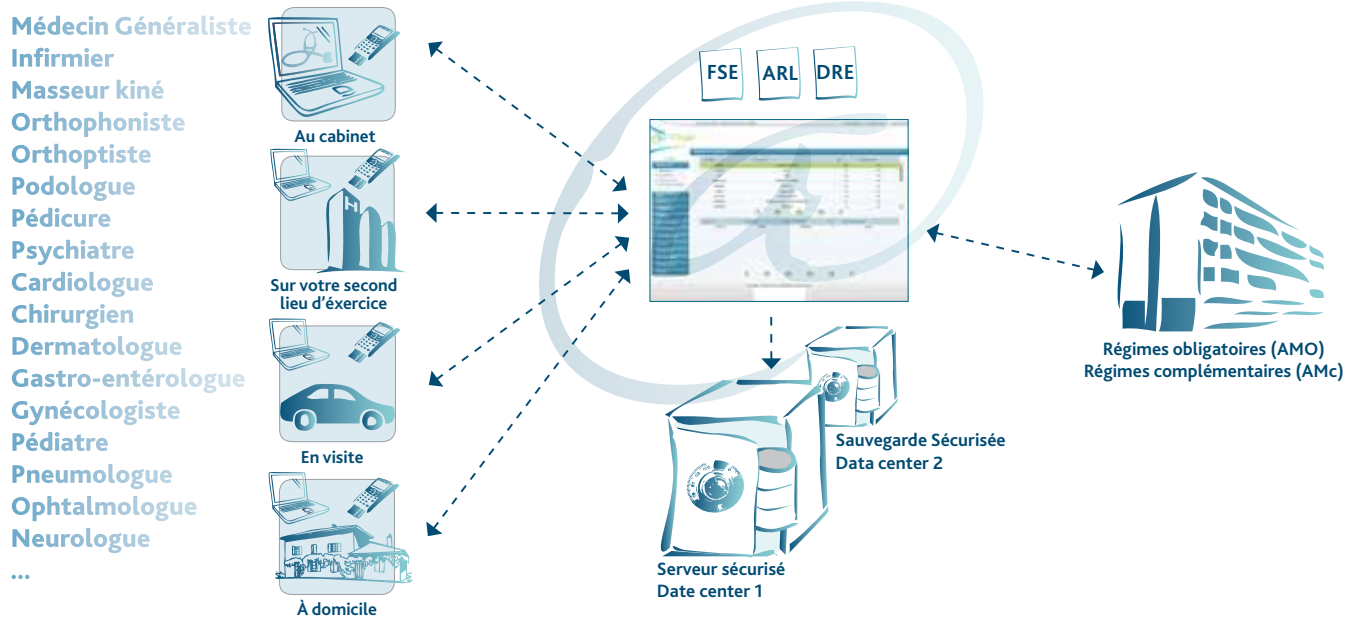 Médecin Généraliste
Infirmier
Masseur kiné
Orthophoniste
Orthoptiste
Podologue
Pédicure
Psychiatre
Cardiologue
Chirurgien
Dermatologue
Gastro-entérologue
Gynécologiste
Pédiatre
Pneumologue
Ophtalmologue
Neurologue
...
Au cabinet
H
Sur votre second
lieu d'éxercice
En visite
À domicile
FSE
ARL
DRE
Sauvegarde Sécurisée
Data center 2
Serveur sécurisé
Date center 1
Régimes obligatoires (AMO)
Régimes complémentaires (AMc)